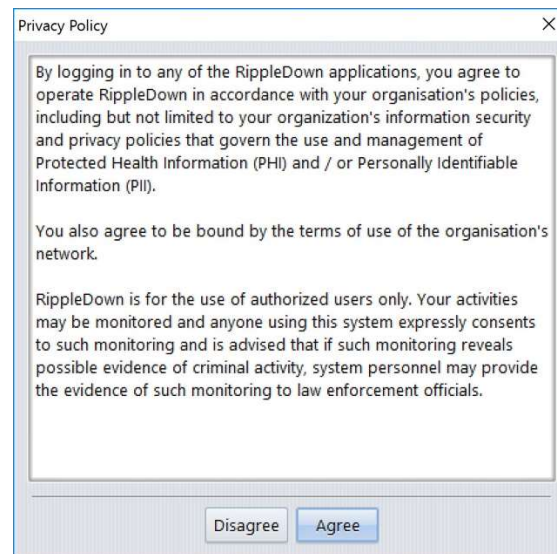 Privacy Policy
By logging in to any of the RippleDown applications, you agree to
operate RippleDown in accordance with your organisation's policies,
including but not limited to your organization's information security
and privacy policies that govern the use and management of
Protected Health Information (PHI) and / or Personally Identifiable
Information (PII).
You also agree to be bound by the terms of use of the organisation's
network.
RippleDown is for the use of authorized users only. Your activities
may be monitored and anyone using this system expressly consents
to such monitoring and is advised that if such monitoring reveals
possible evidence of criminal activity, system personnel may provide
the evidence of such monitoring to law enforcement officials.
Disagree
Agree